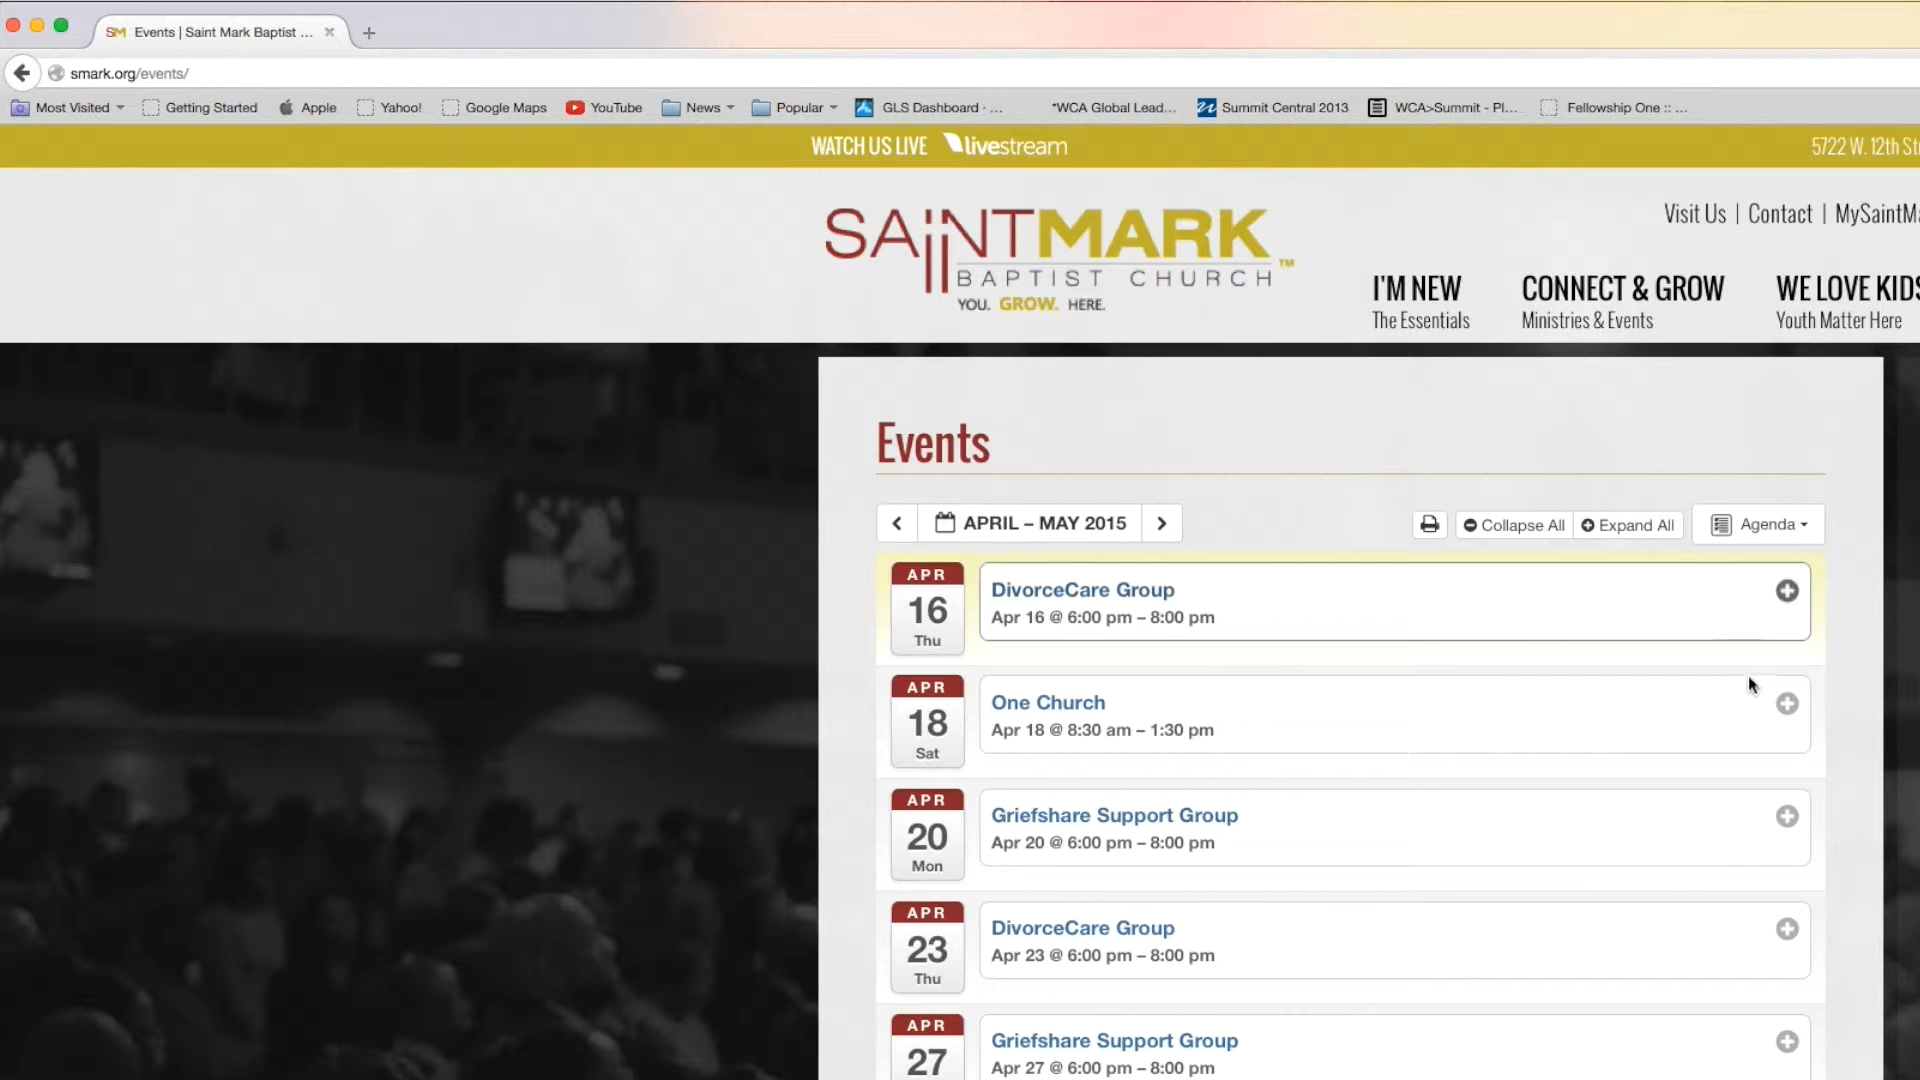 SM Events | Saint Mark Baptist ...
smark.org/events/
Most Visited
Getting Started
Apple
Yahoo!
Google Maps
YouTube
News
Popular
GLS Dashboard - ...
*WCA Global Lead...
Summit Central 2013
WCA>Summit - Pl...
Fellowship One :: ...
WATCH US LIVE livestream
5722 W. 12th St
Visit Us | Contact | MySaintMa
SAINTMARK™
BAPTIST CHURCH
YOU. GROW. HERE.
I'M NEW
The Essentials
CONNECT & GROW
Ministries & Events
WE LOVE KIDS
Youth Matter Here
Events
APRIL – MAY 2015
Collapse All
Expand All
Agenda
APR
16
Thu
DivorceCare Group
Apr 16 @ 6:00 pm – 8:00 pm
APR
18
Sat
One Church
Apr 18 @ 8:30 am – 1:30 pm
APR
20
Mon
Griefshare Support Group
Apr 20 @ 6:00 pm – 8:00 pm
APR
23
Thu
DivorceCare Group
Apr 23 @ 6:00 pm – 8:00 pm
APR
27
Griefshare Support Group
Apr 27 @ 6:00 pm – 8:00 pm